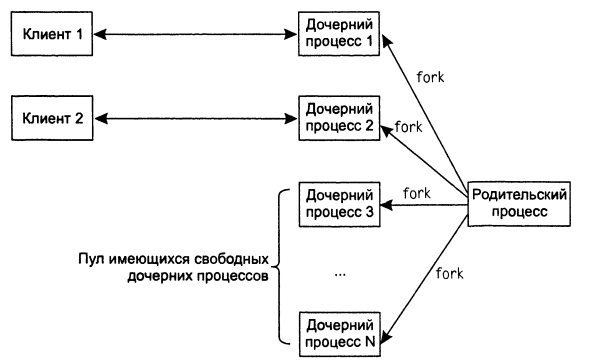 Клиент 1
Дочерний
процесс 1
fork
Клиент 2
Дочерний
процесс 2
fork
Дочерний
процесс 3
fork
Родительский
процесс
Пул имеющихся свободных
дочерних процессов
...
fork
Дочерний
процесс N